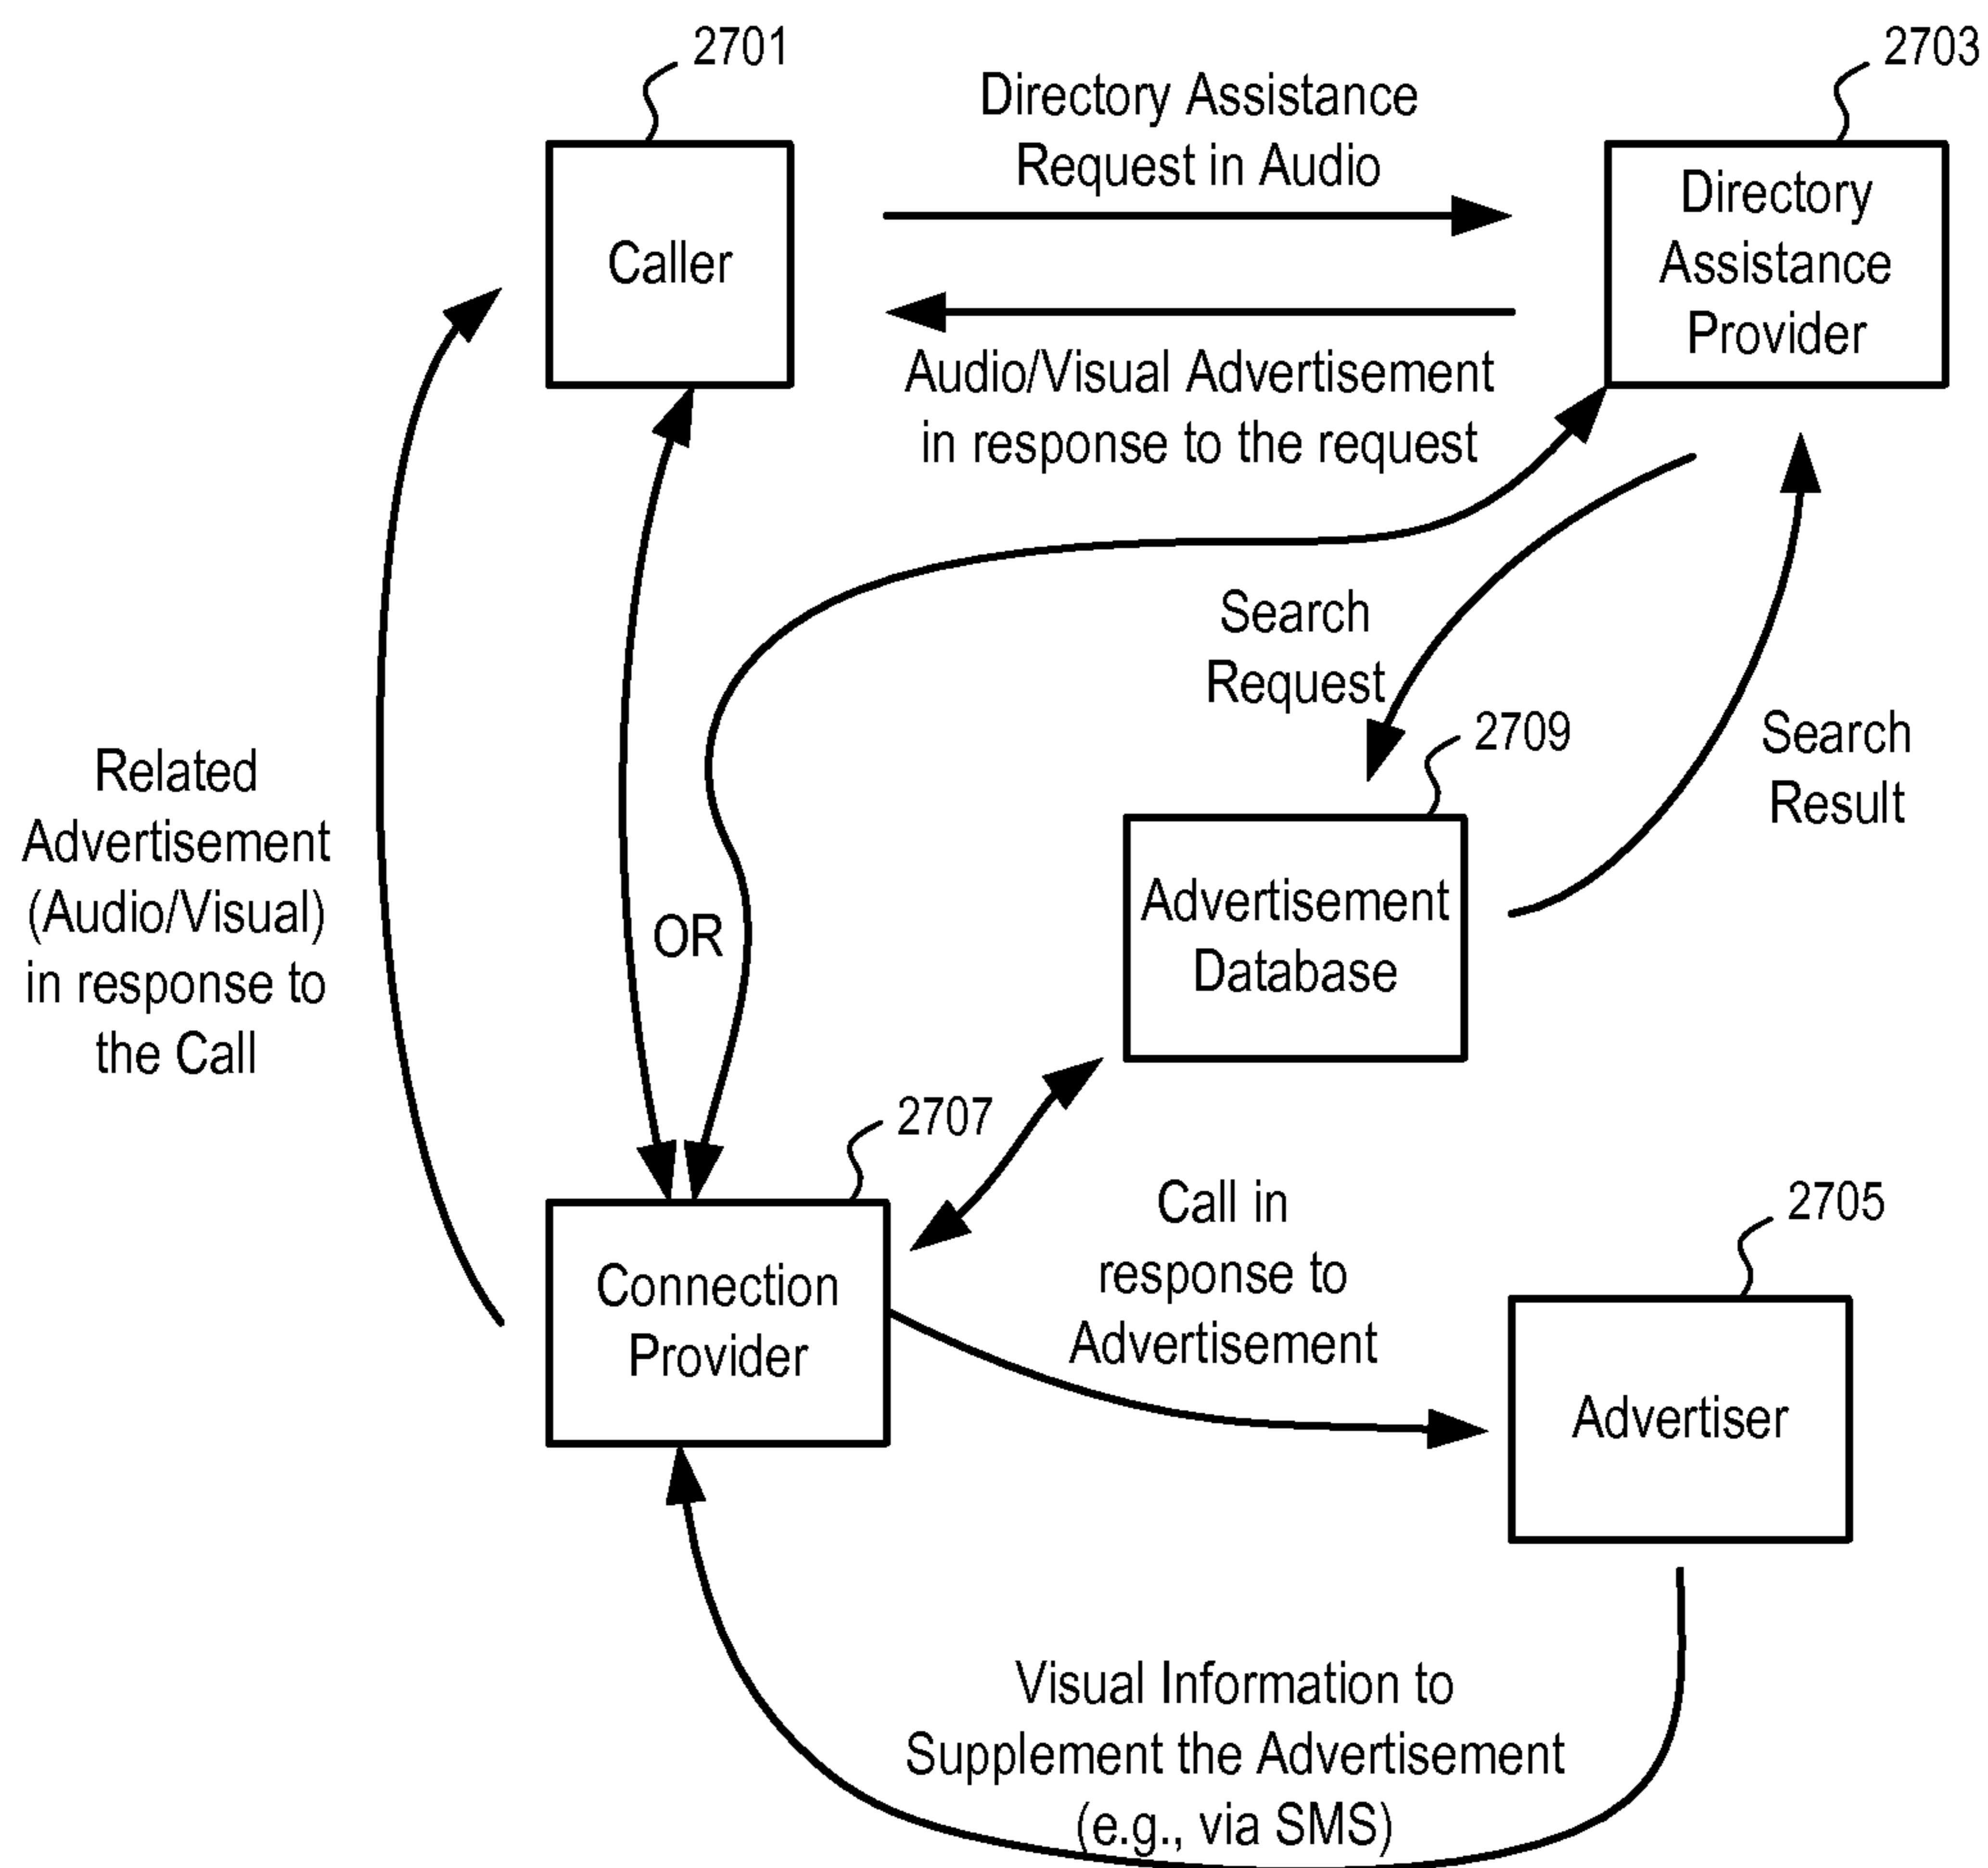 2701
2703
Directory Assistance
Request in Audio
Caller
Directory
Assistance
Provider
Audio/Visual Advertisement
in response to the request
Search
Request
2709
Search
Result
Related
Advertisement
(Audio/Visual)
in response to
the Call
OR
Advertisement
Database
2707
Call in
response to
Advertisement
2705
Connection
Provider
Advertiser
Visual Information to
Supplement the Advertisement
(e.g., via SMS)